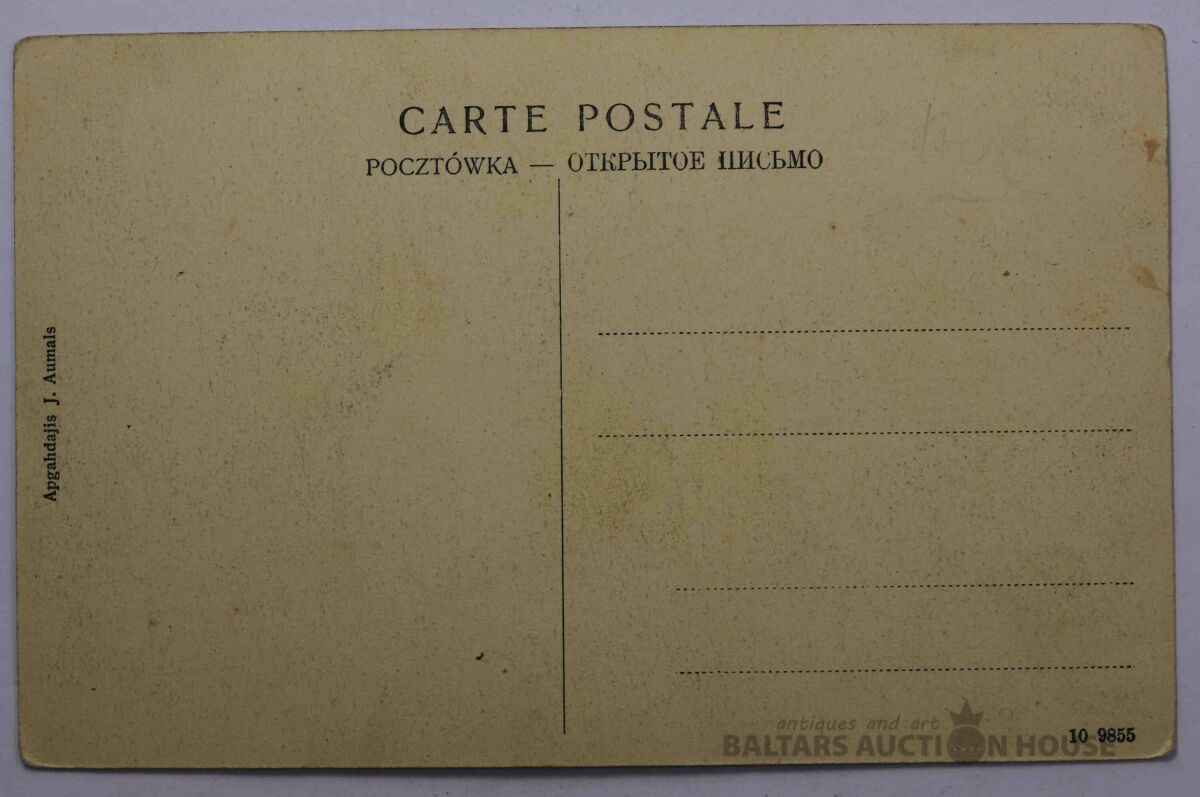 CARTE POSTALE
POCZTÓWKA — ОТКРЫТОЕ ПИСЬМО
Apgahdajis J. Aumals
10 9855
antiques and art
BALTARS AUCTION HOUSE